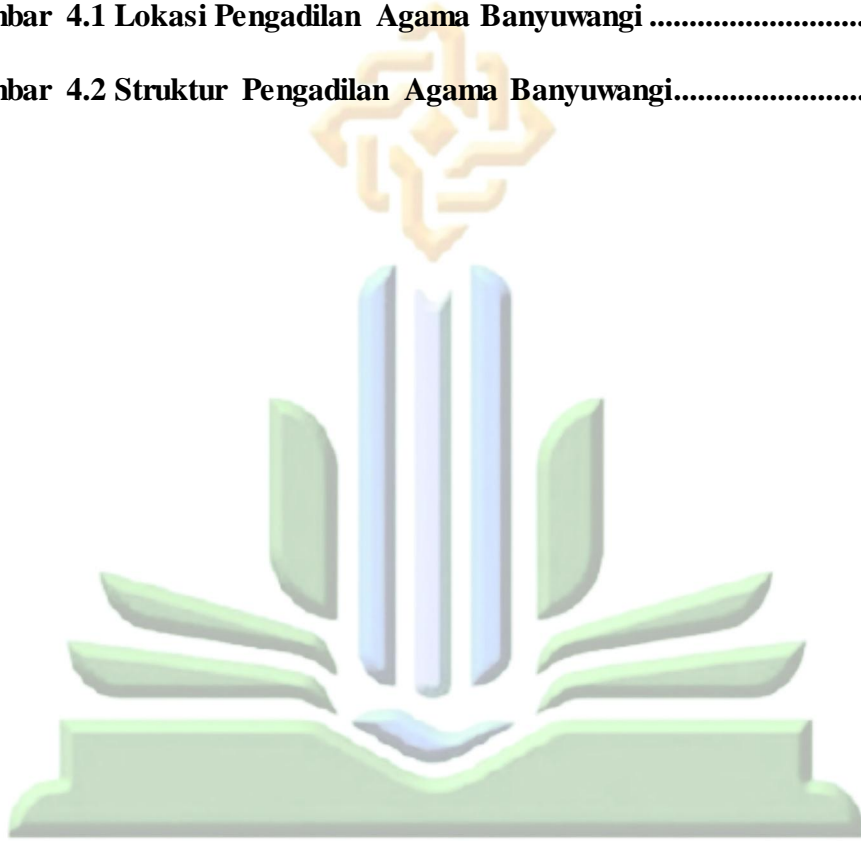 mbar 4.1 Lokasi Pengadilan Agama Banyuwangi ...........................
mbar 4.2 Struktur Pengadilan Agama Banyuwangi........................